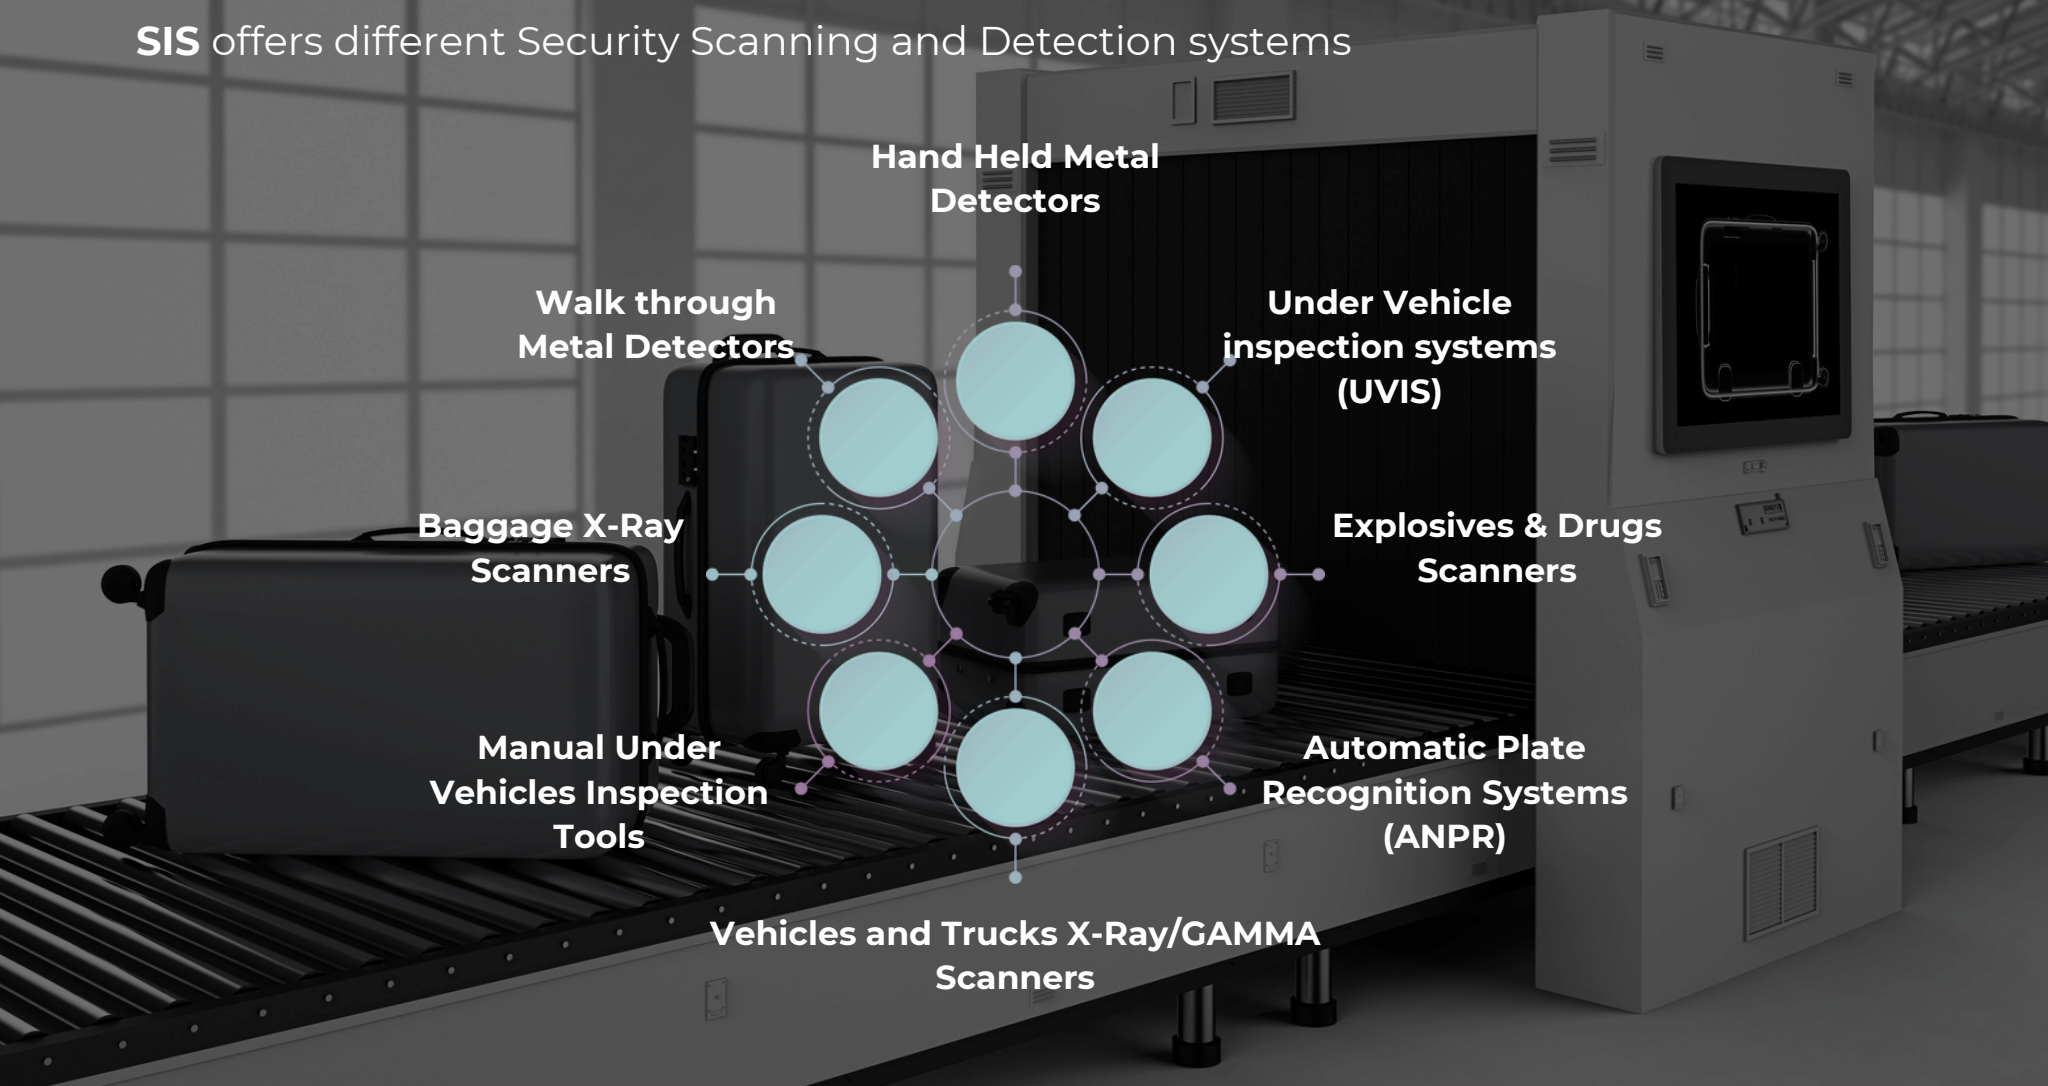 SIS offers different Security Scanning and Detection systems
Hand Held Metal
Detectors
Walk through
Metal Detectors
Under Vehicle
inspection systems
(UVIS)
Baggage X-Ray
Scanners
Explosives & Drugs
Scanners
Manual Under
Vehicles Inspection
Tools
Automatic Plate
Recognition Systems
(ANPR)
Vehicles and Trucks X-Ray/GAMMA
Scanners